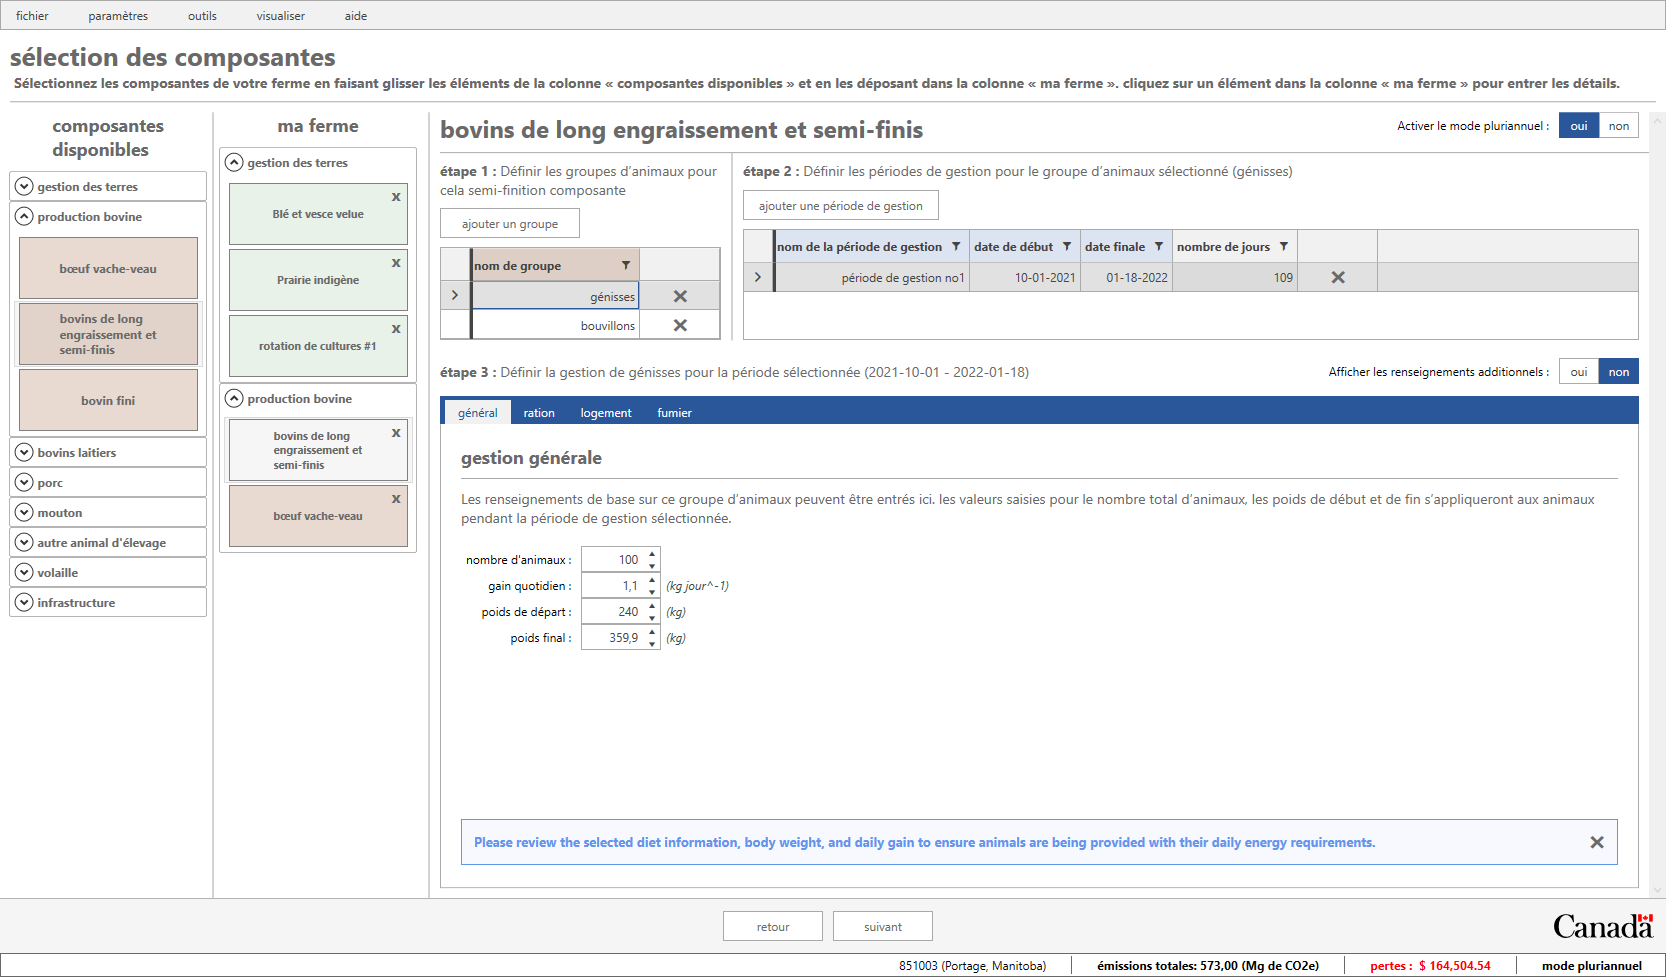 fichier paramètres outils visualiser aide
sélection des composantes
Sélectionnez les composantes de votre ferme en faisant glisser les éléments de la colonne « composantes disponibles » et en les déposant dans la colonne « ma ferme ». cliquez sur un élément dans la colonne « ma ferme » pour entrer les détails.
composantes
disponibles
gestion des terres
production bovine
bœuf vache-veau
bovins de long
engraissement et
semi-finis
bovin fini
bovins laitiers
porc
mouton
autre animal d'élevage
volaille
infrastructure
ma ferme
gestion des terres
Blé et vesce velue
x
Prairie indigène
x
rotation de cultures #1
x
production bovine
bovins de long
engraissement et
semi-finis
x
bœuf vache-veau
x
bovins de long engraissement et semi-finis
Activer le mode pluriannuel : oui non
étape 1 : Définir les groupes d’animaux pour
cela semi-finition composante
ajouter un groupe
nom de groupe
génisses
bouvillons
étape 2 : Définir les périodes de gestion pour le groupe d’animaux sélectionné (génisses)
ajouter une période de gestion
nom de la période de gestion date de début date finale nombre de jours
période de gestion no1 10-01-2021 01-18-2022 109
étape 3 : Définir la gestion de génisses pour la période sélectionnée (2021-10-01 - 2022-01-18)
Afficher les renseignements additionnels : oui non
général ration logement fumier
gestion générale
Les renseignements de base sur ce groupe d’animaux peuvent être entrés ici. les valeurs saisies pour le nombre total d’animaux, les poids de début et de fin s’appliqueront aux animaux
pendant la période de gestion sélectionnée.
nombre d'animaux : 100
gain quotidien : 1,1 (kg jour^-1)
poids de départ : 240 (kg)
poids final : 359,9 (kg)
Please review the selected diet information, body weight, and daily gain to ensure animals are being provided with their daily energy requirements.
retour suivant
Canada
851003 (Portage, Manitoba) émissions totales: 573,00 (Mg de CO2e) pertes : $ 164,504.54 mode pluriannuel